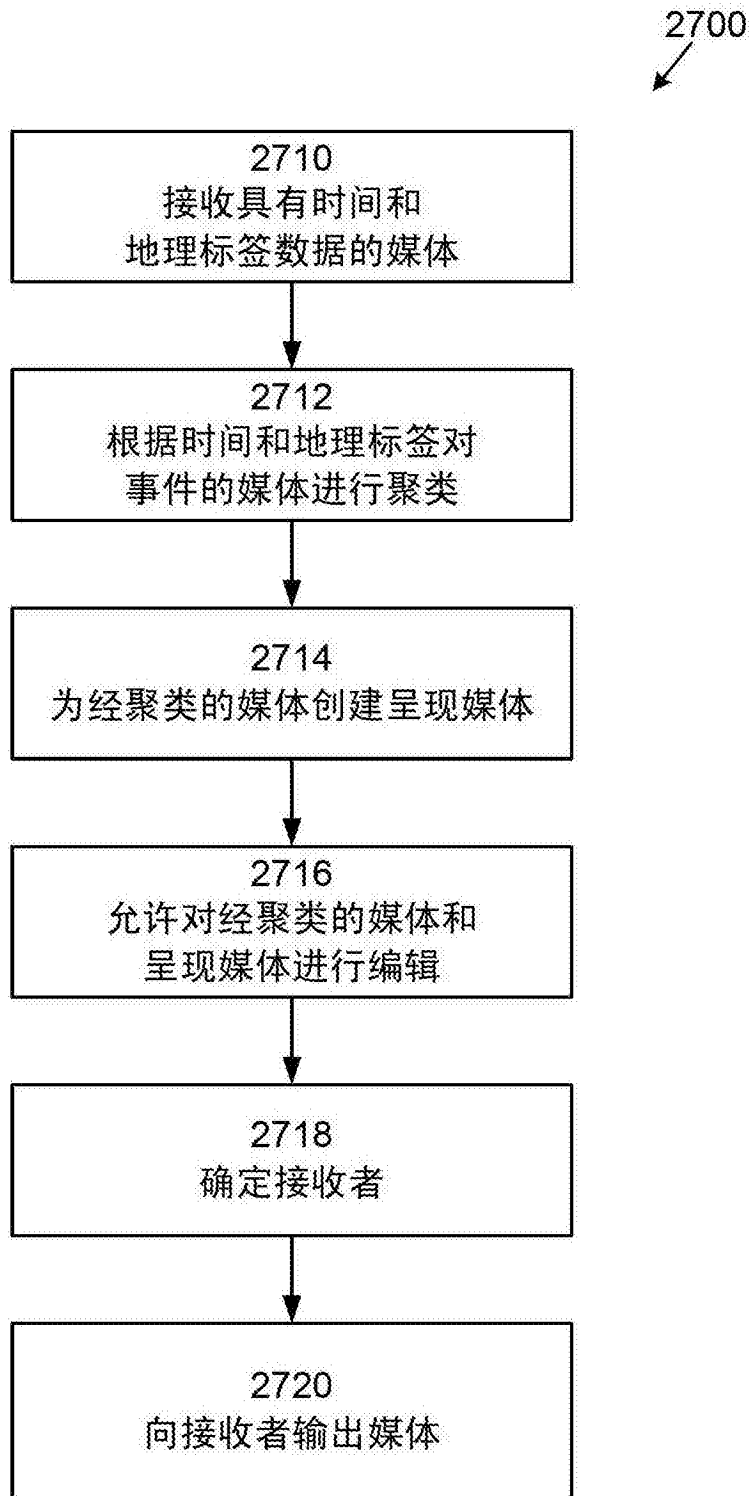 2700
2710
接收具有时间和
地理标签数据的媒体
2712
根据时间和地理标签对
事件的媒体进行聚类
2714
为经聚类的媒体创建呈现媒体
2716
允许对经聚类的媒体和
呈现媒体进行编辑
2718
确定接收者
2720
向接收者输出媒体